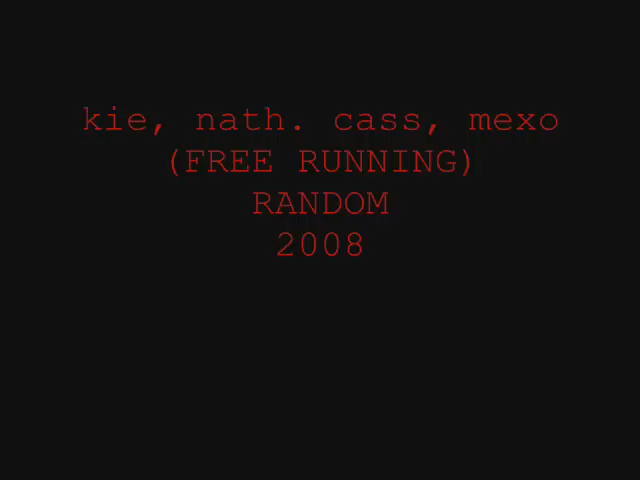 kie, nath. cass, mexo
(FREE RUNNING)
RANDOM
2008